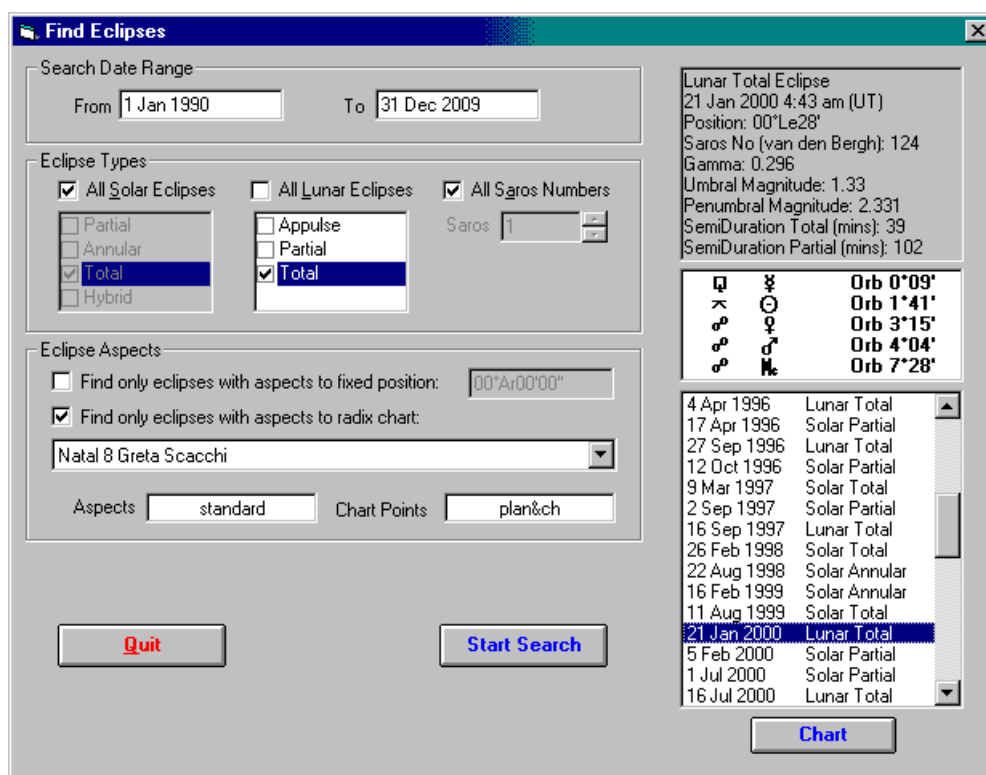 Find Eclipses
Search Date Range
From 1 Jan 1990 To 31 Dec 2009
Eclipse Types
All Solar Eclipses All Lunar Eclipses All Saros Numbers
Partial
Annular
Total
Hybrid
Appulse
Partial
Total
Saros 1
Eclipse Aspects
Find only eclipses with aspects to fixed position: 00°Ar00'00"
Find only eclipses with aspects to radix chart:
Natal 8 Greta Scacchi
Aspects standard Chart Points plan&ch
Quit
Start Search
Lunar Total Eclipse
21 Jan 2000 4:43 am (UT)
Position: 00°Le28'
Saros No (van den Bergh): 124
Gamma: 0.296
Umbral Magnitude: 1.33
Penumbral Magnitude: 2.331
SemiDuration Total (mins): 39
SemiDuration Partial (mins): 102
☿ Orb 0°09'
⚻ ☉ Orb 1°41'
☍ ♀ Orb 3°15'
☍ ♂ Orb 4°04'
☍ Mc Orb 7°28'
4 Apr 1996 Lunar Total
17 Apr 1996 Solar Partial
27 Sep 1996 Lunar Total
12 Oct 1996 Solar Partial
9 Mar 1997 Solar Total
2 Sep 1997 Solar Partial
16 Sep 1997 Lunar Total
26 Feb 1998 Solar Total
22 Aug 1998 Solar Annular
16 Feb 1999 Solar Annular
11 Aug 1999 Solar Total
21 Jan 2000 Lunar Total
5 Feb 2000 Solar Partial
1 Jul 2000 Solar Partial
16 Jul 2000 Lunar Total
Chart